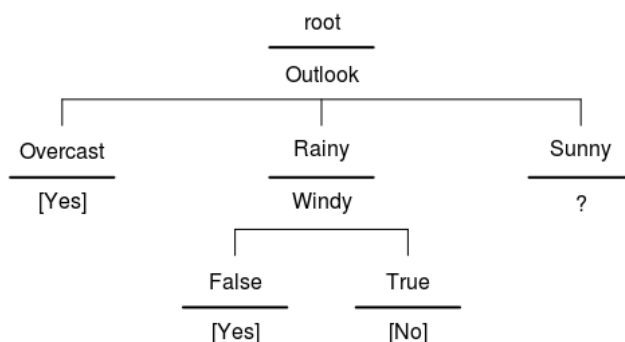 root
Outlook
Overcast Rainy Sunny
[Yes] Windy ?
False True
[Yes] [No]